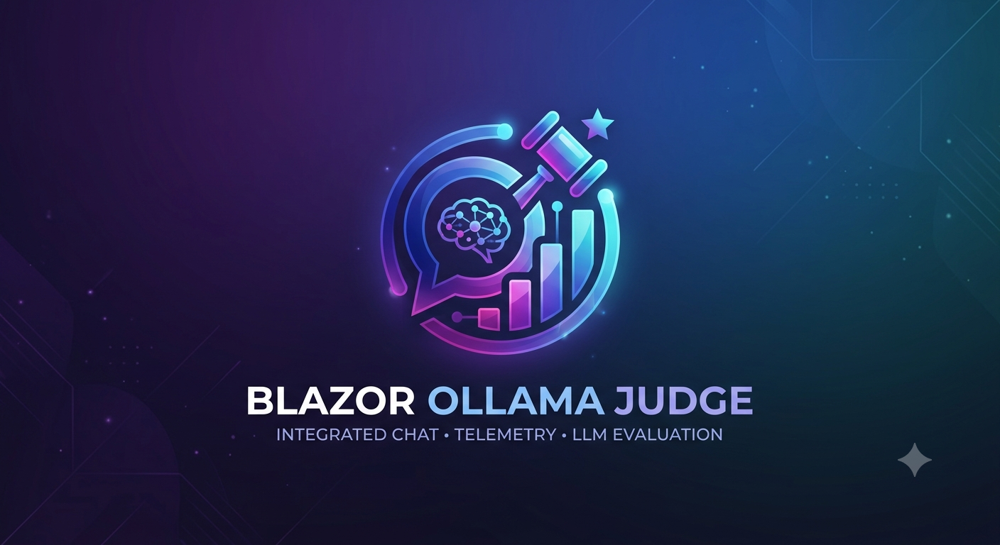 BLAZOR OLLAMA JUDGE
INTEGRATED CHAT • TELEMETRY • LLM EVALUATION